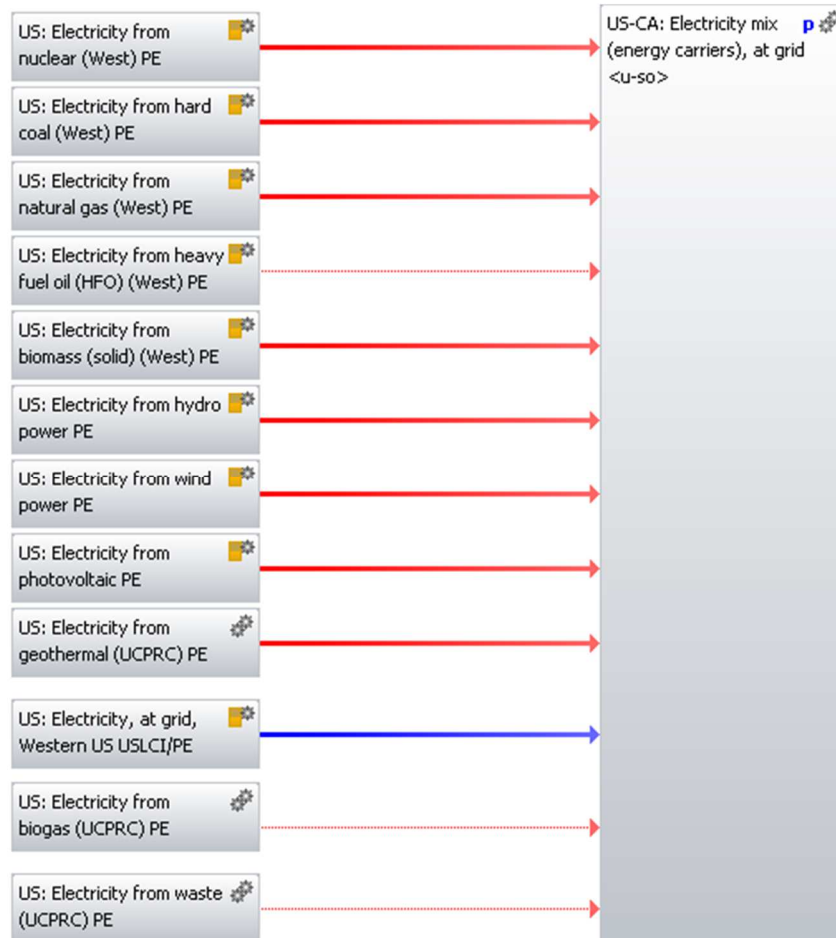 US: Electricity from
nuclear (West) PE
US: Electricity from hard
coal (West) PE
US: Electricity from
natural gas (West) PE
US: Electricity from heavy
fuel oil (HFO) (West) PE
US: Electricity from
biomass (solid) (West) PE
US: Electricity from hydro
power PE
US: Electricity from wind
power PE
US: Electricity from
photovoltaic PE
US: Electricity from
geothermal (UCPRC) PE
US: Electricity, at grid,
Western US USLCI/PE
US: Electricity from
biogas (UCPRC) PE
US: Electricity from waste
(UCPRC) PE
US-CA: Electricity mix p
(energy carriers), at grid
<u-so>